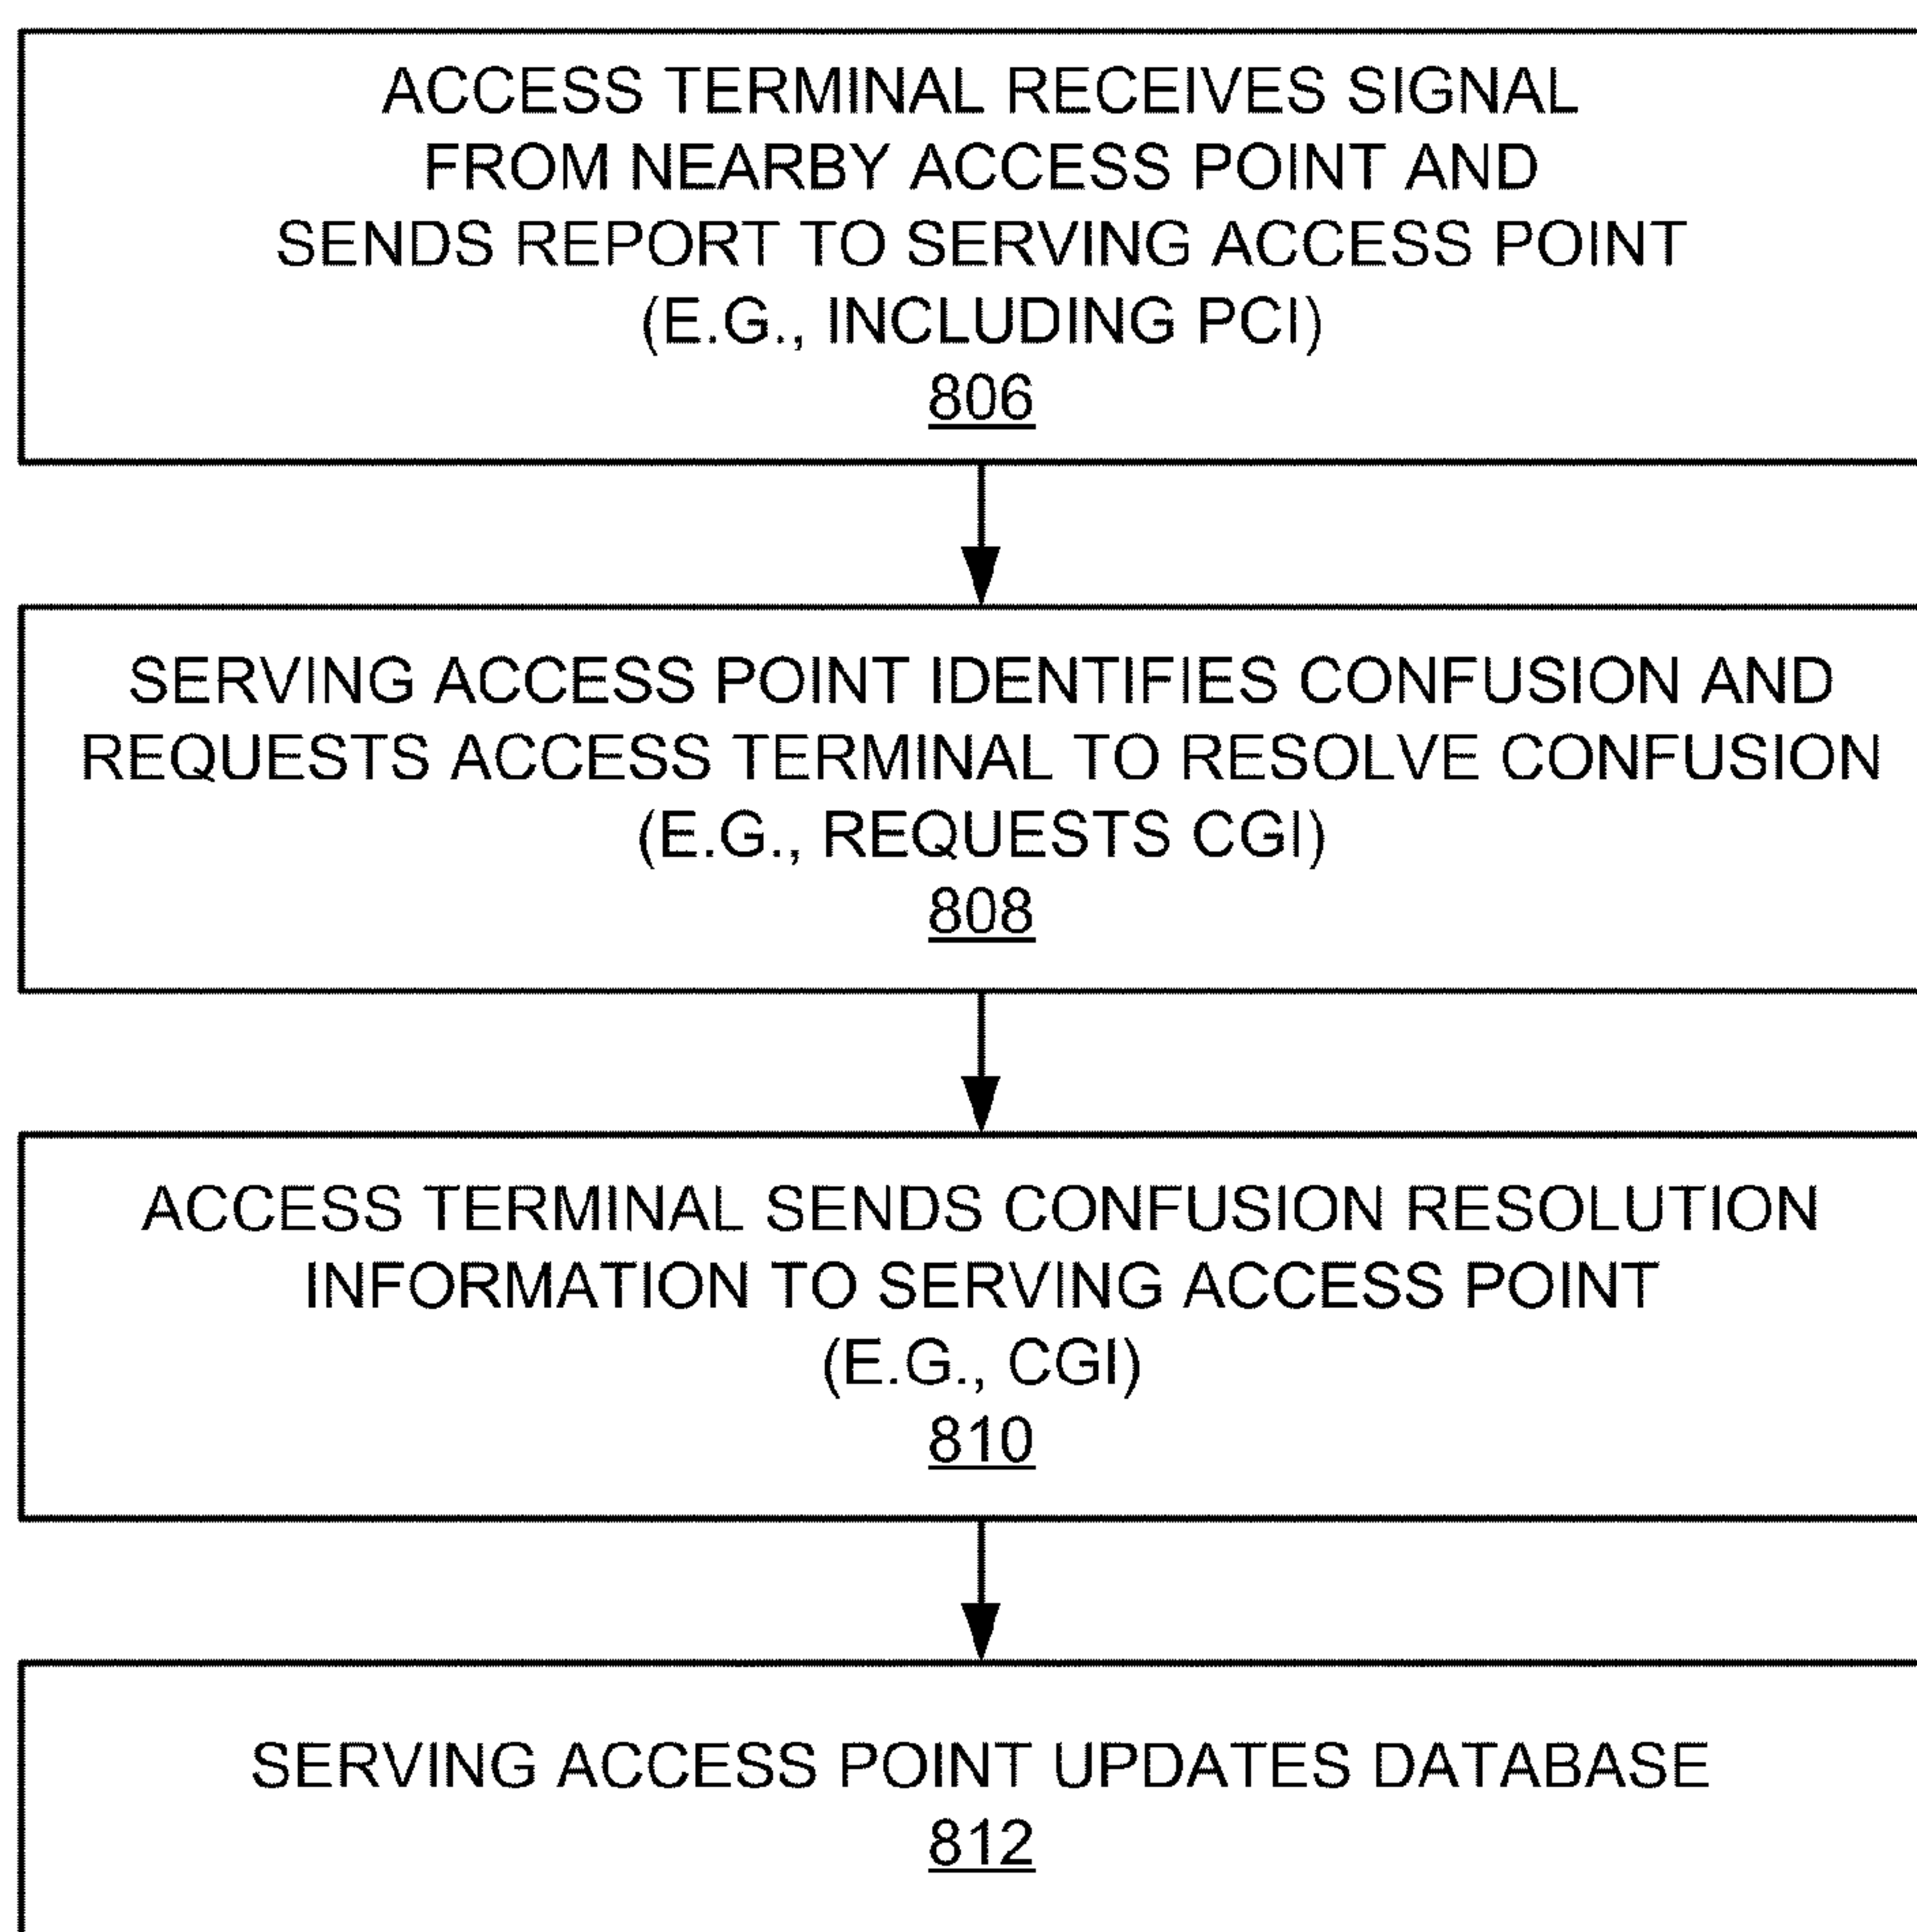 ACCESS TERMINAL RECEIVES SIGNAL
FROM NEARBY ACCESS POINT AND
SENDS REPORT TO SERVING ACCESS POINT
(E.G., INCLUDING PCI)
806
SERVING ACCESS POINT IDENTIFIES CONFUSION AND
REQUESTS ACCESS TERMINAL TO RESOLVE CONFUSION
(E.G., REQUESTS CGI)
808
ACCESS TERMINAL SENDS CONFUSION RESOLUTION
INFORMATION TO SERVING ACCESS POINT
(E.G., CGI)
810
SERVING ACCESS POINT UPDATES DATABASE
812